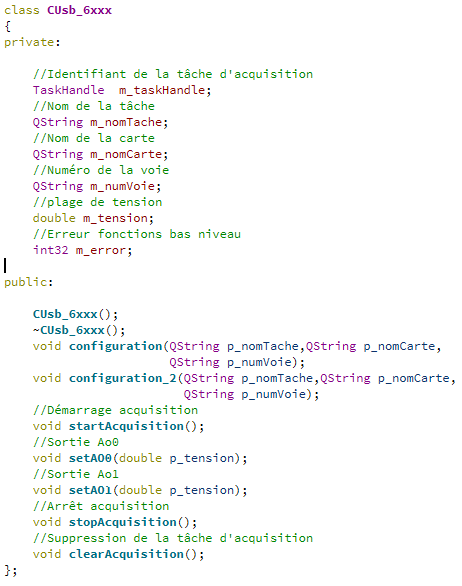 class CUsb_6xxx
{
private:
//Identifiant de la tâche d'acquisition
TaskHandle  m_taskHandle;
//Nom de la tâche
QString m_nomTache;
//Nom de la carte
QString m_nomCarte;
//Numéro de la voie
QString m_numVoie;
//plage de tension
double m_tension;
//Erreur fonctions bas niveau
int32 m_error;
public:
CUsb_6xxx();
~CUsb_6xxx();
void configuration(QString p_nomTache,QString p_nomCarte,
QString p_numVoie);
void configuration_2(QString p_nomTache,QString p_nomCarte,
QString p_numVoie);
//Démarrage acquisition
void startAcquisition();
//Sortie Ao0
void setAO0(double p_tension);
//Sortie Ao1
void setAO1(double p_tension);
//Arrêt acquisition
void stopAcquisition();
//Suppression de la tâche d'acquisition
void clearAcquisition();
};